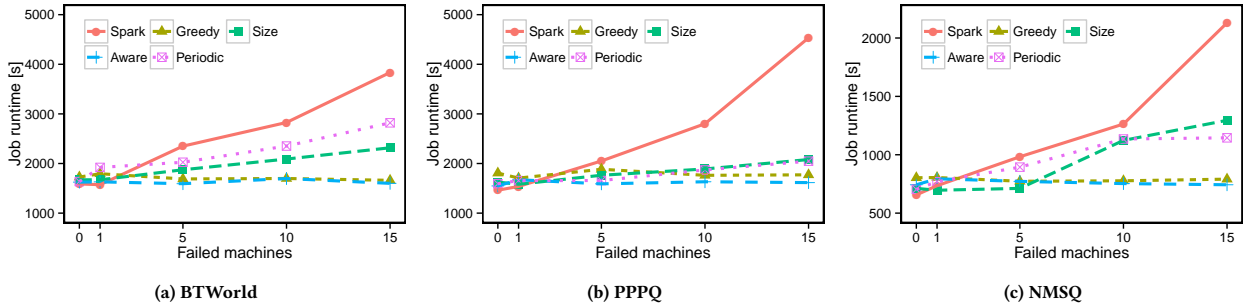 5000
4000
3000
2000
1000
Job runtime [s]
Spark Greedy Size
Aware Periodic
0 1 5 10 15
Failed machines
(a) BTWorld
5000
4000
3000
2000
1000
Job runtime [s]
Spark Greedy Size
Aware Periodic
0 1 5 10 15
Failed machines
(b) PPPQ
2000
1500
1000
500
Job runtime [s]
Spark Greedy Size
Aware Periodic
0 1 5 10 15
Failed machines
(c) NMSQ